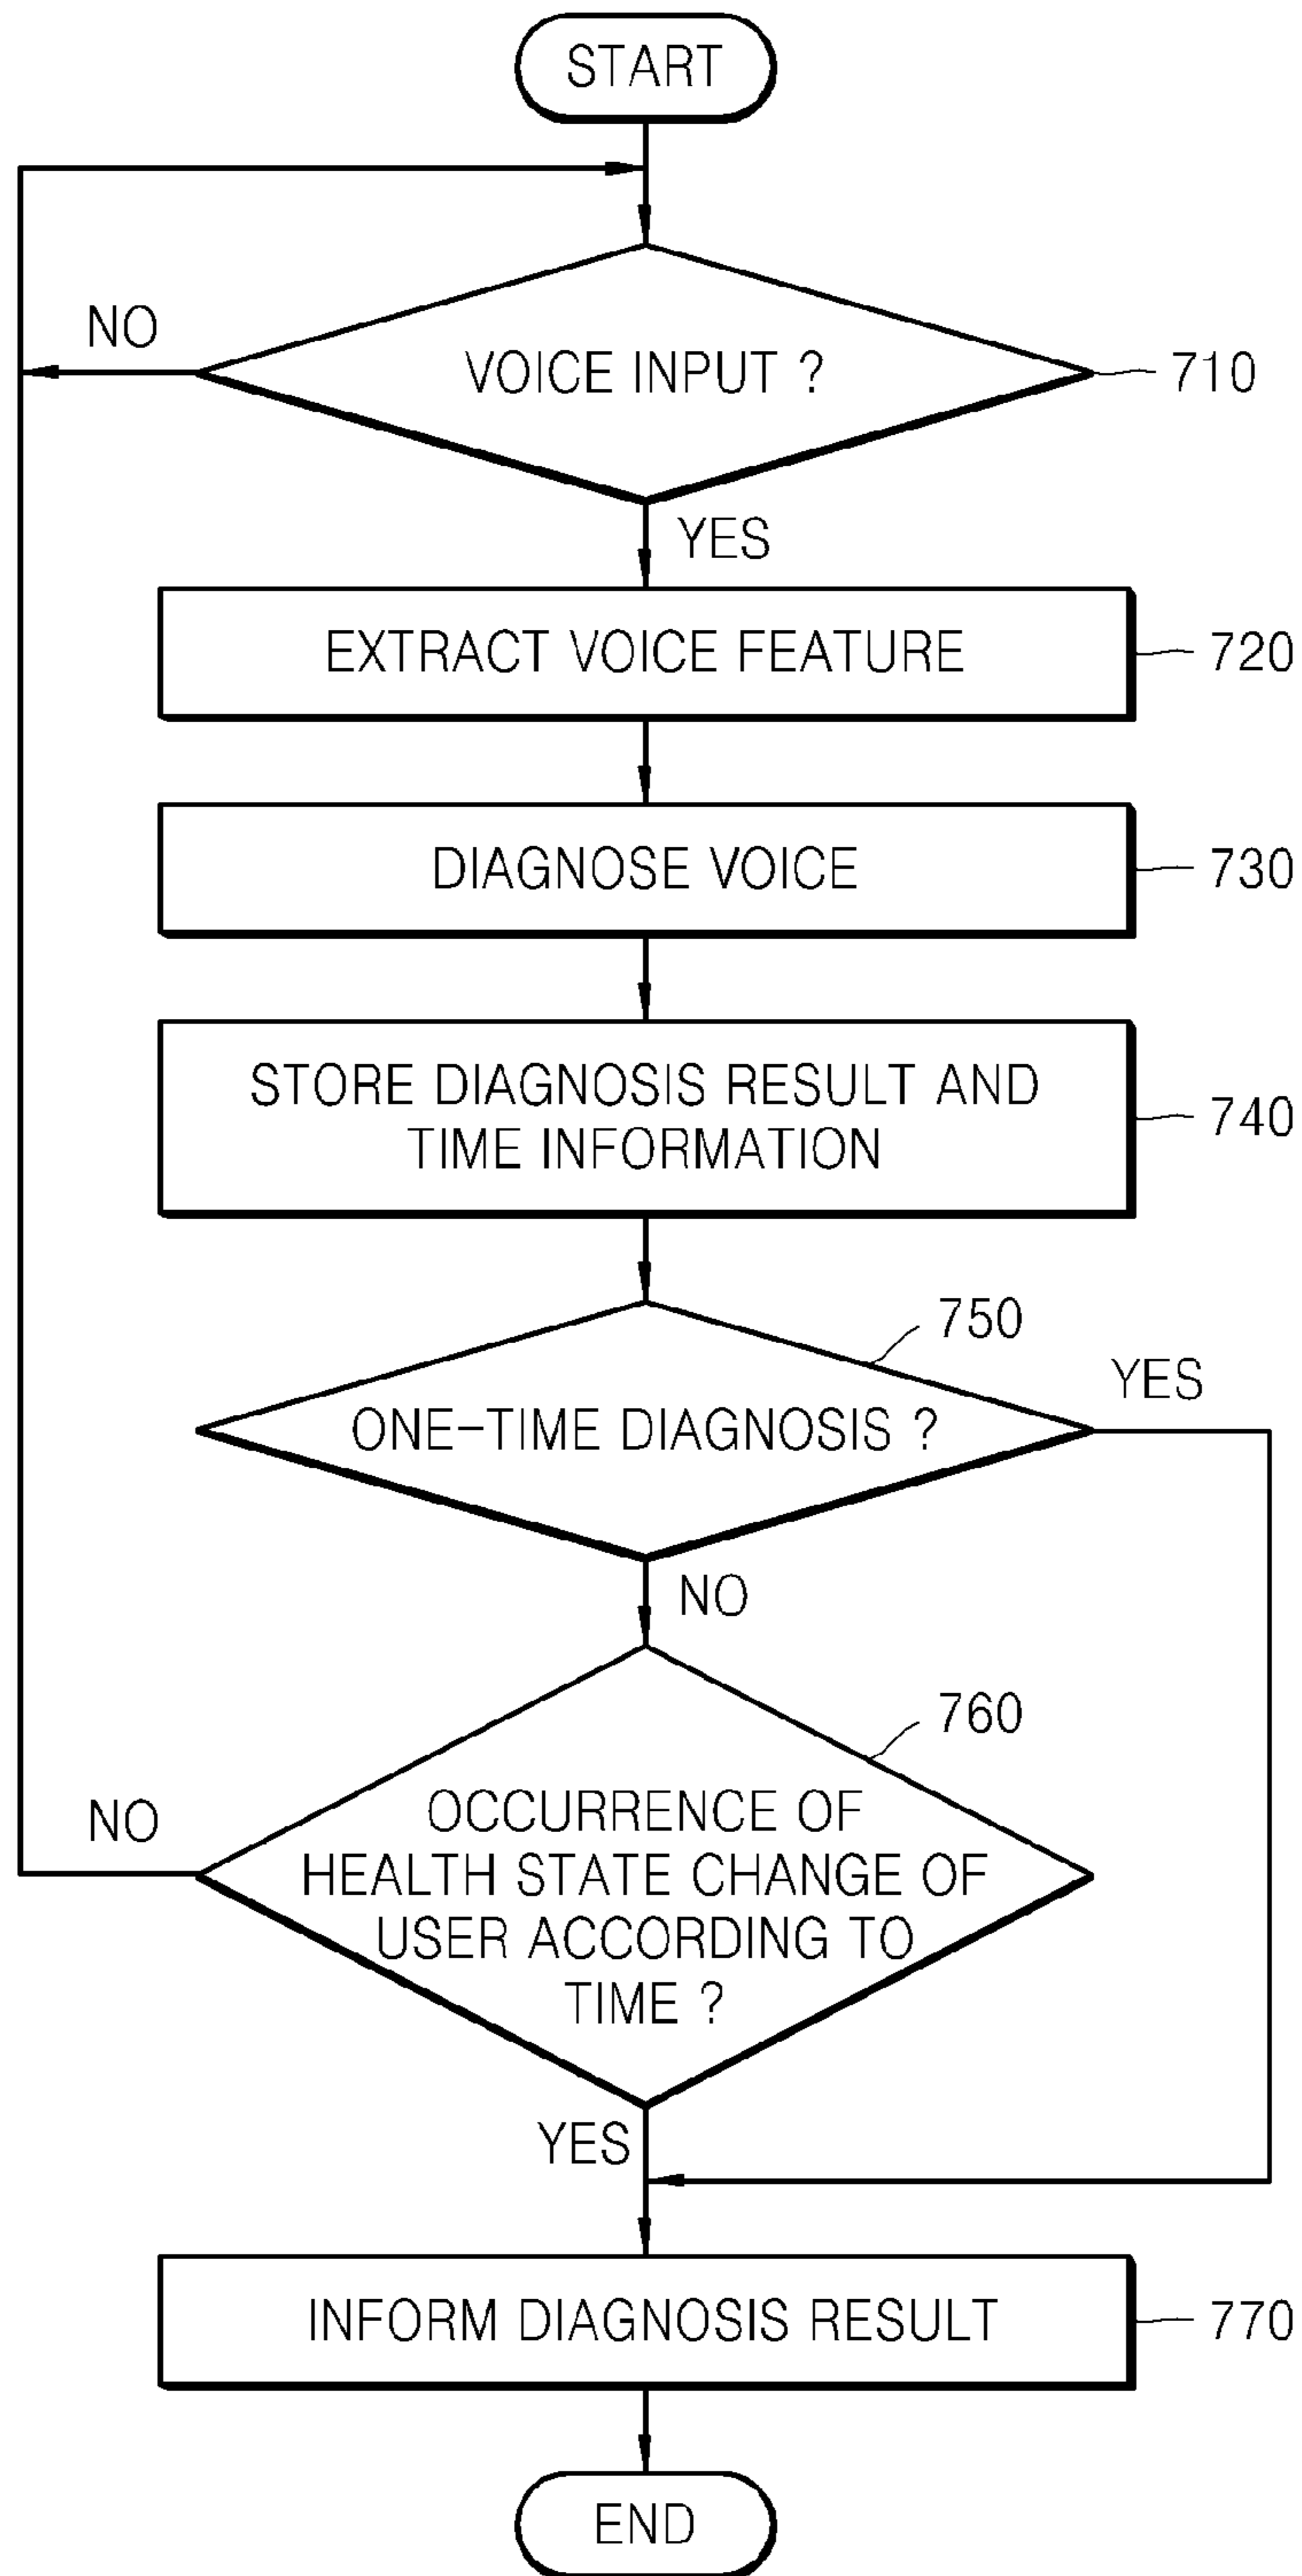 START
NO
VOICE INPUT ?
710
YES
EXTRACT VOICE FEATURE
720
DIAGNOSE VOICE
730
STORE DIAGNOSIS RESULT AND
TIME INFORMATION
740
750
YES
ONE-TIME DIAGNOSIS ?
NO
760
NO
OCCURRENCE OF
HEALTH STATE CHANGE OF
USER ACCORDING TO
TIME ?
YES
INFORM DIAGNOSIS RESULT
770
END